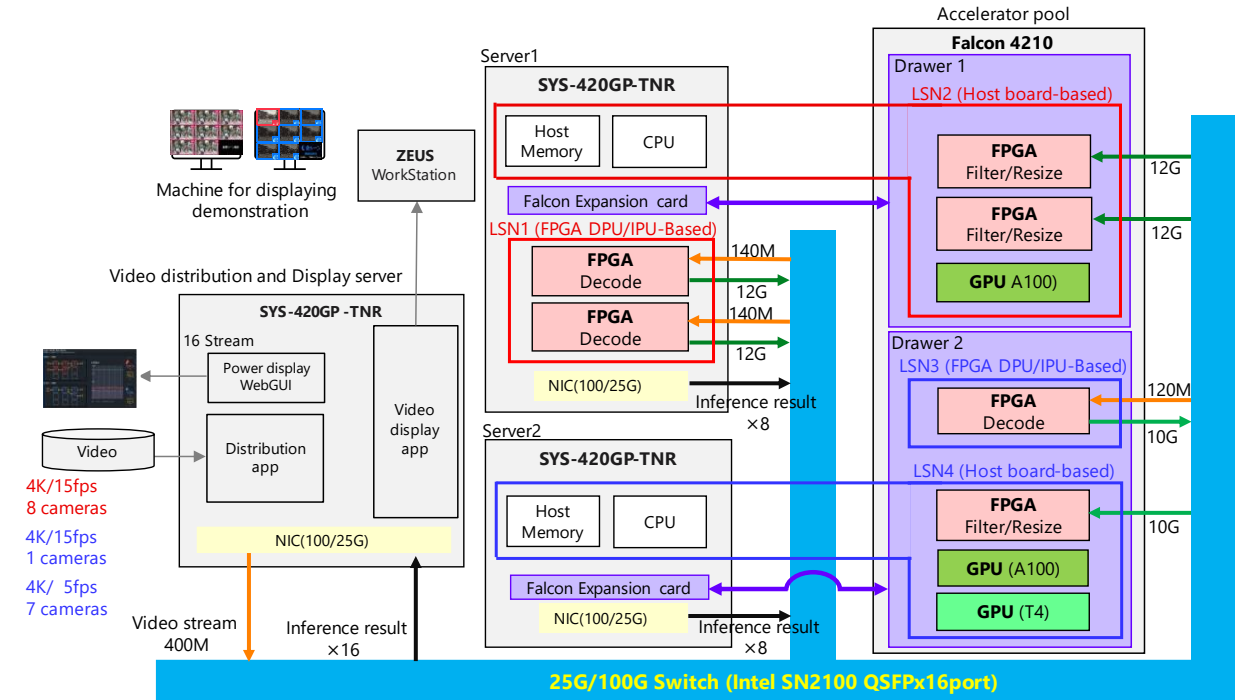 Accelerator pool
Falcon 4210
Server1
SYS-420GP-TNR
Host
Memory
CPU
Falcon Expansion card
LSN1 (FPGA DPU/IPU-Based)
FPGA
Decode
FPGA
Decode
140M
12G
140M
12G
NIC(100/25G)
Inference result
×8
Drawer 1
LSN2 (Host board-based)
FPGA
Filter/Resize
FPGA
Filter/Resize
GPU A100)
12G
12G
Drawer 2
LSN3 (FPGA DPU/IPU-Based)
FPGA
Decode
120M
10G
LSN4 (Host board-based)
FPGA
Filter/Resize
10G
GPU (A100)
GPU (T4)
Server2
SYS-420GP-TNR
Host
Memory
CPU
Falcon Expansion card
NIC(100/25G)
Inference result
×8
ZEUS
WorkStation
Machine for displaying
demonstration
Video distribution and Display server
SYS-420GP -TNR
16 Stream
Power display
WebGUI
Distribution
app
Video
display
app
NIC(100/25G)
Video
4K/15fps
8 cameras
4K/15fps
1 cameras
4K/ 5fps
7 cameras
Video stream
400M
Inference result
×16
25G/100G Switch (Intel SN2100 QSFPx16port)